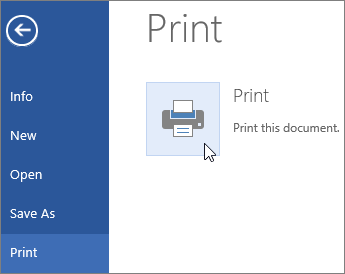 Print
Info
New
Open
Save As
Print
Print
Print this document.